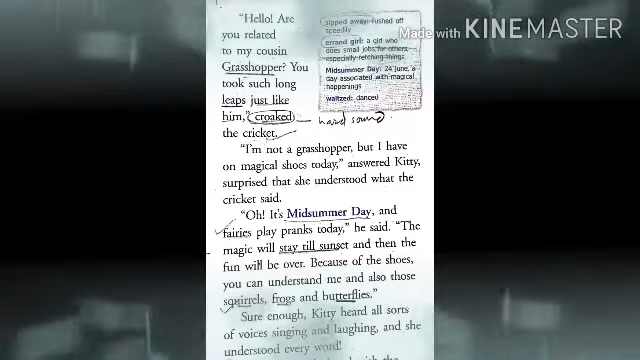 Made with KINEMASTER
"Hello! Are
you related
to my cousin
Grasshopper? You
took such long
leaps just like
him," croaked
the cricket.
zipped away: rushed off
speedily
errand girl: a girl who
does small jobs for others,
especially fetching things
Midsummer Day: 24 June, a
day associated with magical
happenings
waltzed: danced
sound
"I'm not a grasshopper, but I have
on magical shoes today," answered Kitty,
surprised that she understood what the
cricket said.
"Oh! It's Midsummer Day, and
fairies play pranks today," he said. "The
magic will stay till sunset and then the
fun will be over. Because of the shoes,
you can understand me and also those
squirrels, frogs and butterflies."
Sure enough, Kitty heard all sorts
of voices singing and laughing, and she
understood every word!